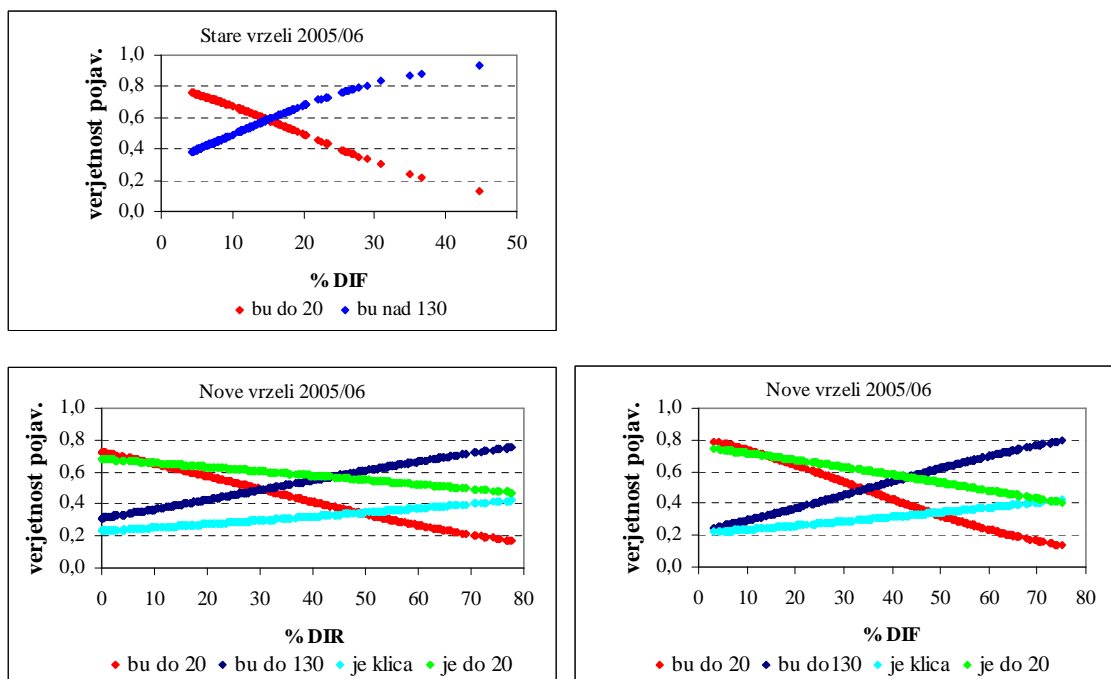 Stare vrzeli 2005/06
verjetnost pojav.
1,0
0,8
0,6
0,4
0,2
0,0
0 10 20 30 40 50
% DIF
bu do 20 bu nad 130
Nove vrzeli 2005/06
verjetnost pojav.
1,0
0,8
0,6
0,4
0,2
0,0
0 10 20 30 40 50 60 70 80
% DIR
bu do 20 bu do 130 je klica je do 20
Nove vrzeli 2005/06
verjetnost pojav.
1,0
0,8
0,6
0,4
0,2
0,0
0 10 20 30 40 50 60 70 80
% DIF
bu do 20 bu do130 je klica je do 20